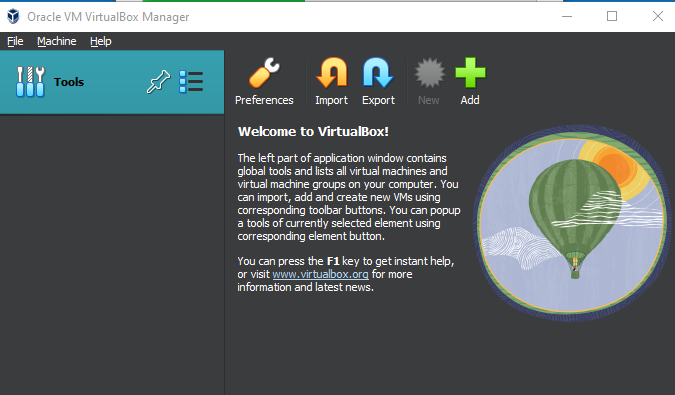 Oracle VM VirtualBox Manager
File Machine Help
Tools
Preferences Import Export New Add
Welcome to VirtualBox!
The left part of application window contains
global tools and lists all virtual machines and
virtual machine groups on your computer. You
can import, add and create new VMs using
corresponding toolbar buttons. You can popup
a tools of currently selected element using
corresponding element button.
You can press the F1 key to get instant help,
or visit www.virtualbox.org for more
information and latest news.